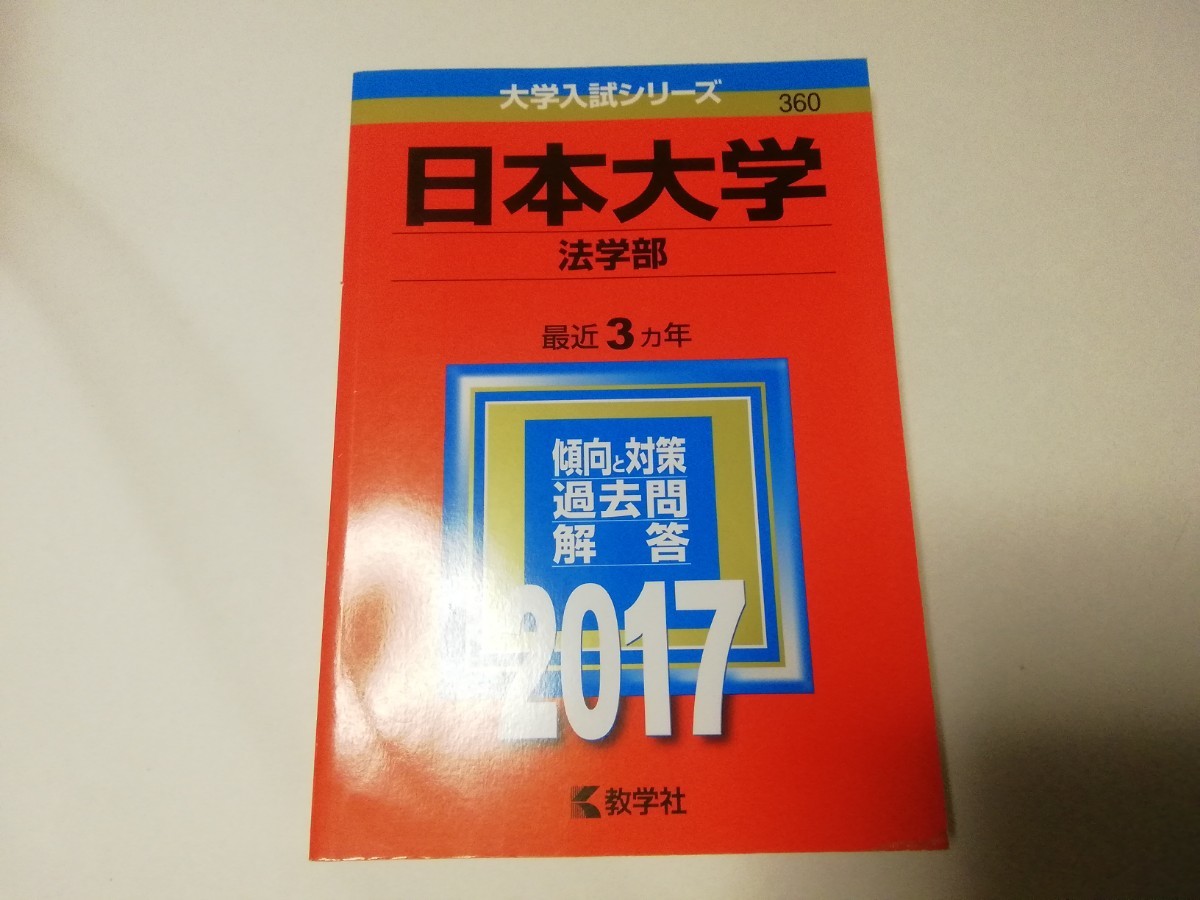 大学入試シリーズ
360
日本大学
法学部
最近3カ年
傾向と対策
過去問
解答
2017
教学社